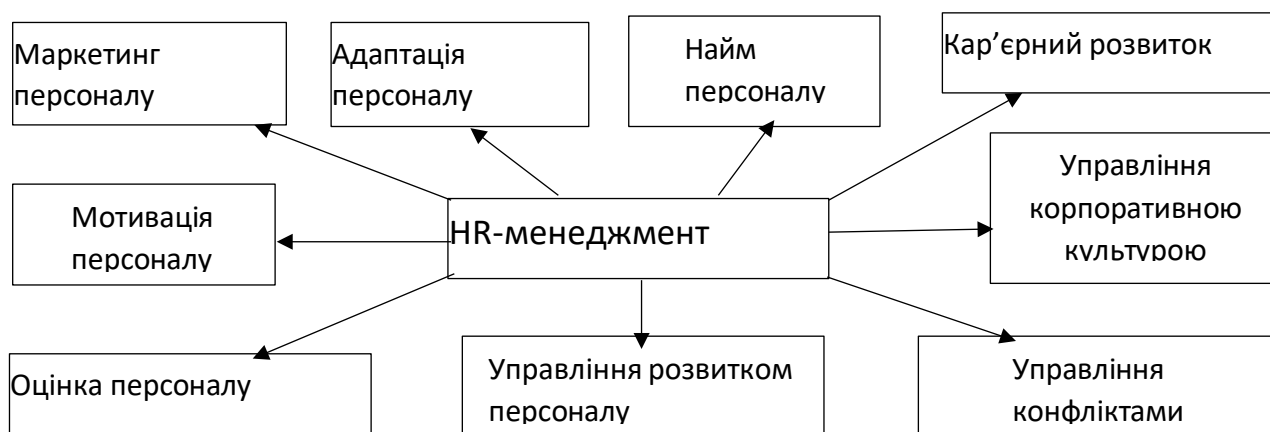 Маркетинг
персоналу
Адаптація
персоналу
Найм
персоналу
Кар’єрний розвиток
Мотивація
персоналу
HR-менеджмент
Управління
корпоративною
культурою
Оцінка персоналу
Управління розвитком
персоналу
Управління
конфліктами